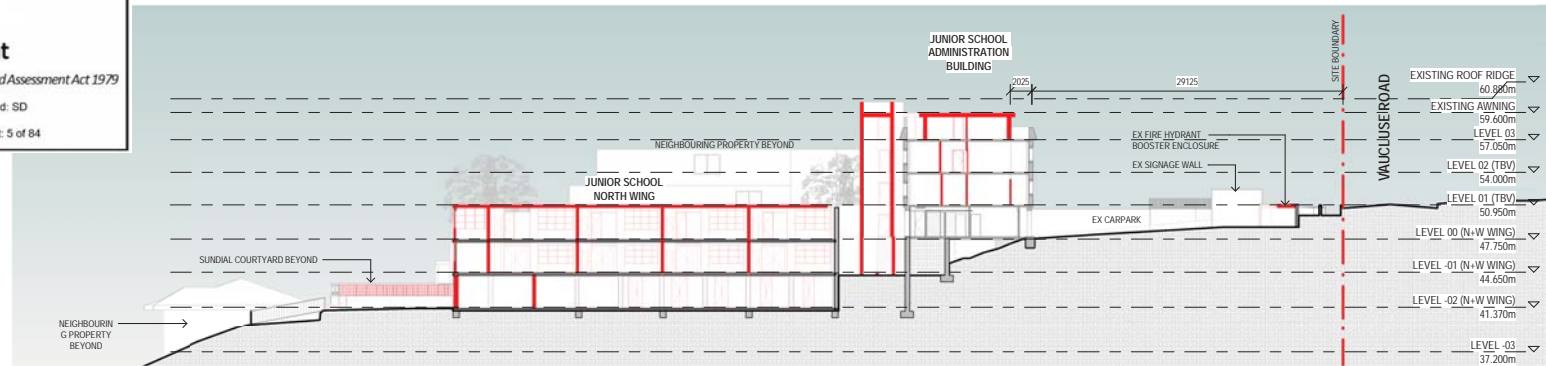 t
d Assessment Act 1979
d: SD
t: 5 of 84
JUNIOR SCHOOL
ADMINISTRATION
BUILDING
2025
29125
SITE BOUNDARY
VAUCLUSE ROAD
EXISTING ROOF RIDGE
60.880m
EXISTING AWNING
59.600m
LEVEL 03
57.050m
LEVEL 02 (TBV)
54.000m
LEVEL 01 (TBV)
50.950m
LEVEL 00 (N+W WING)
47.750m
LEVEL -01 (N+W WING)
44.650m
LEVEL -02 (N+W WING)
41.370m
LEVEL -03
37.200m
EX FIRE HYDRANT
BOOSTER ENCLOSURE
EX SIGNAGE WALL
EX CARPARK
NEIGHBOURING PROPERTY BEYOND
JUNIOR SCHOOL
NORTH WING
SUNDIAL COURTYARD BEYOND
NEIGHBOURIN
G PROPERTY
BEYOND